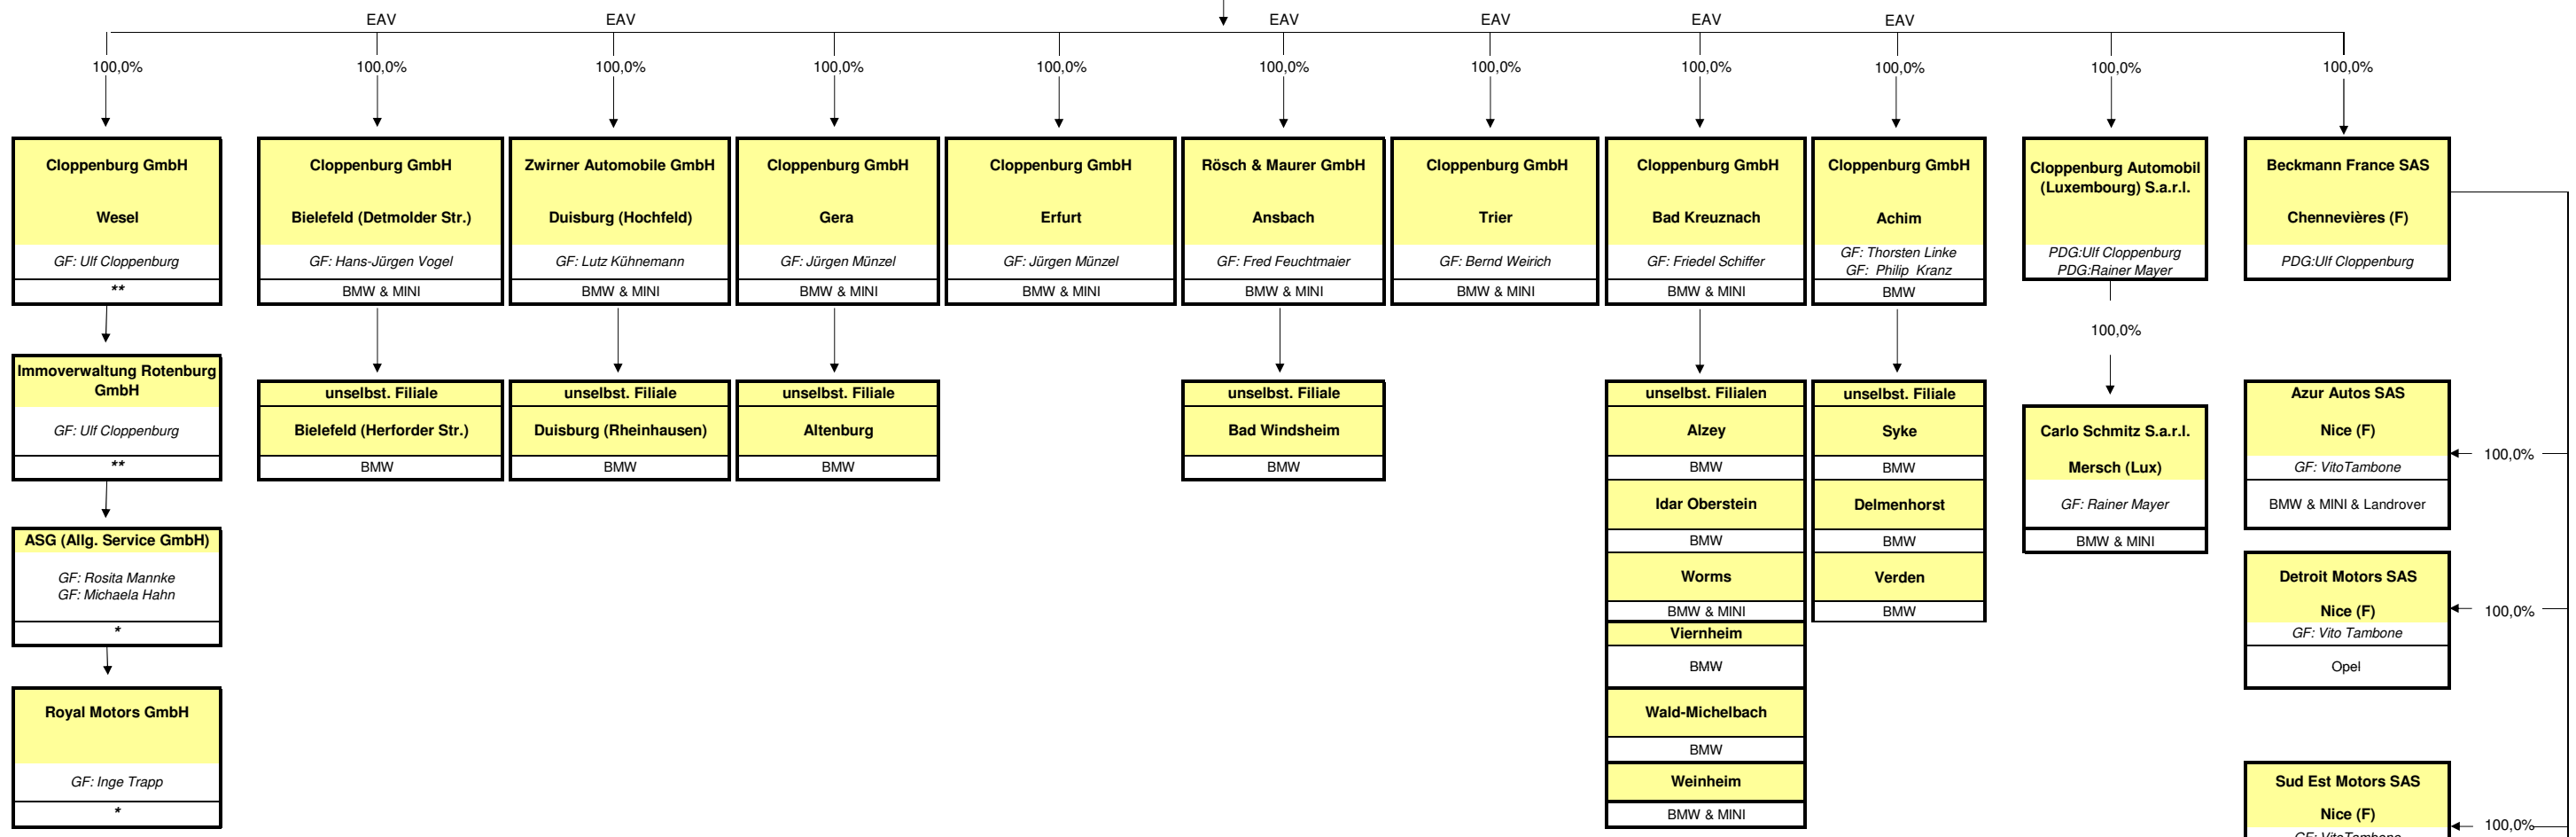 EAV
EAV
EAV
EAV
EAV
EAV
100,0%
100,0%
100,0%
100,0%
100,0%
100,0%
100,0%
100,0%
100,0%
100,0%
100,0%
Cloppenburg GmbH
Wesel
GF: Ulf Cloppenburg
**
Immoverwaltung Rotenburg
GmbH
GF: Ulf Cloppenburg
**
ASG (Allg. Service GmbH)
GF: Rosita Mannke
GF: Michaela Hahn
*
Royal Motors GmbH
GF: Inge Trapp
*
Cloppenburg GmbH
Bielefeld (Detmolder Str.)
GF: Hans-Jürgen Vogel
BMW & MINI
unselbst. Filiale
Bielefeld (Herforder Str.)
BMW
Zwirner Automobile GmbH
Duisburg (Hochfeld)
GF: Lutz Kühnemann
BMW & MINI
unselbst. Filiale
Duisburg (Rheinhausen)
BMW
Cloppenburg GmbH
Gera
GF: Jürgen Münzel
BMW & MINI
unselbst. Filiale
Altenburg
BMW
Cloppenburg GmbH
Erfurt
GF: Jürgen Münzel
BMW & MINI
Rösch & Maurer GmbH
Ansbach
GF: Fred Feuchtmaier
BMW & MINI
unselbst. Filiale
Bad Windsheim
BMW
Cloppenburg GmbH
Trier
GF: Bernd Weirich
BMW & MINI
Cloppenburg GmbH
Bad Kreuznach
GF: Friedel Schiffer
BMW & MINI
unselbst. Filialen
Alzey
BMW
Idar Oberstein
BMW
Worms
BMW & MINI
Viernheim
BMW
Wald-Michelbach
BMW
Weinheim
BMW & MINI
Cloppenburg GmbH
Achim
GF: Thorsten Linke
GF: Philip Kranz
BMW
unselbst. Filiale
Syke
BMW
Delmenhorst
BMW
Verden
BMW
Cloppenburg Automobil
(Luxembourg) S.a.r.l.
PDG:Ulf Cloppenburg
PDG:Rainer Mayer
100,0%
Carlo Schmitz S.a.r.l.
Mersch (Lux)
GF: Rainer Mayer
BMW & MINI
Beckmann France SAS
Chennevières (F)
PDG:Ulf Cloppenburg
Azur Autos SAS
Nice (F)
GF: VitoTambone
BMW & MINI & Landrover
100,0%
Detroit Motors SAS
Nice (F)
GF: Vito Tambone
Opel
100,0%
Sud Est Motors SAS
Nice (F)
GF: VitoTambone
100,0%